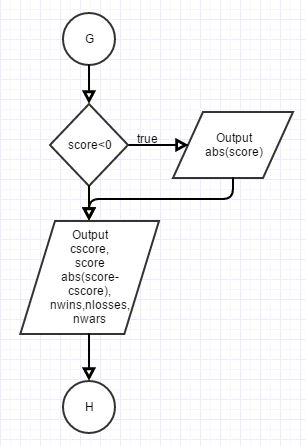 G
score<0
true
Output
abs(score)
Output
cscore,
score
abs(score-
cscore),
nwins,nlosses,
nwars
H